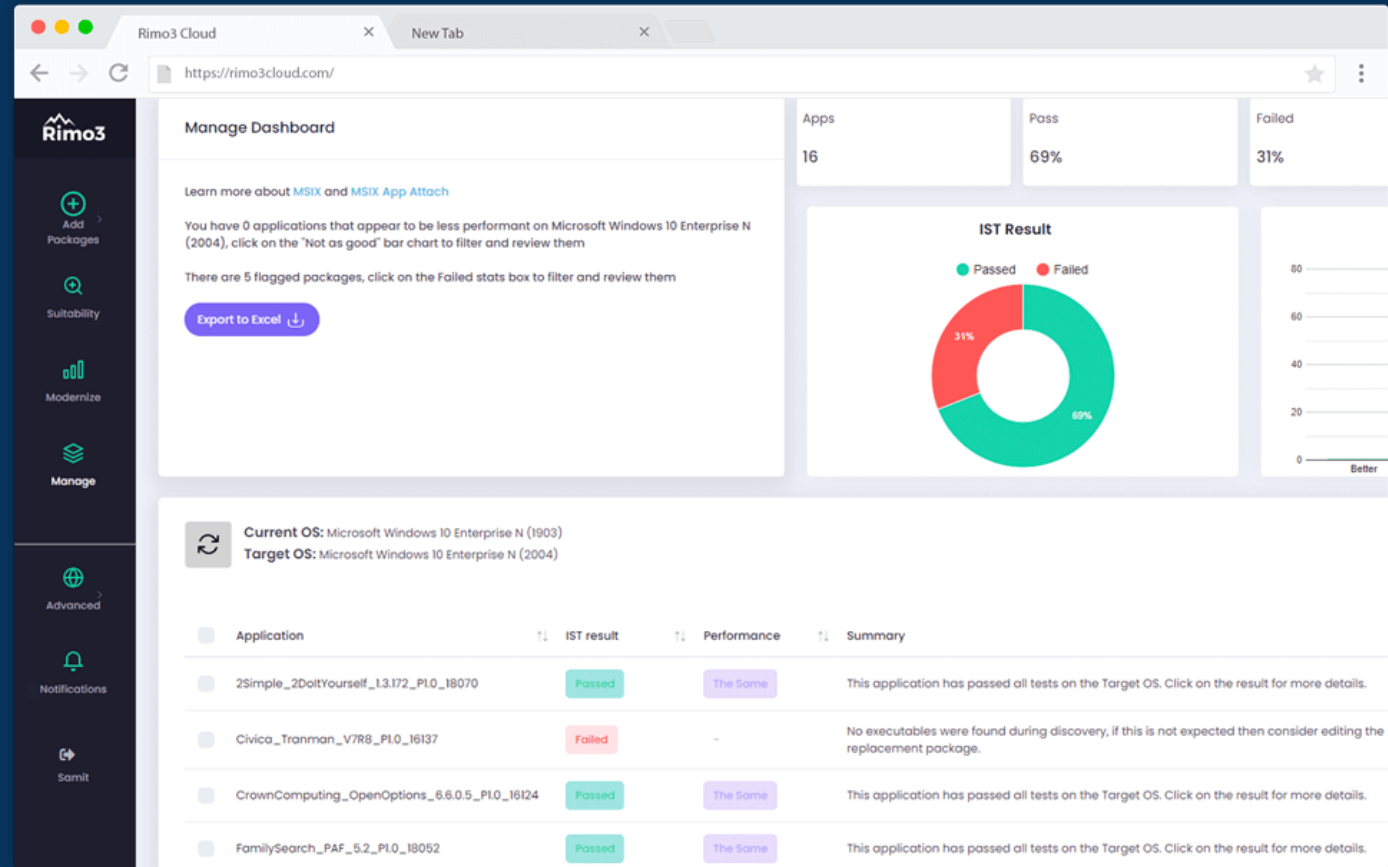 Rimo3 Cloud
New Tab
https://rimo3cloud.com/
Rimo3
Add
Packages
Suitability
Modernize
Manage
Advanced
Notifications
Samit
Manage Dashboard
Learn more about MSIX and MSIX App Attach
You have 0 applications that appear to be less performant on Microsoft Windows 10 Enterprise N
(2004), click on the "Not as good" bar chart to filter and review them
There are 5 flagged packages, click on the Failed stats box to filter and review them
Export to Excel
Apps
16
Pass
69%
Failed
31%
IST Result
Passed Failed
31%
69%
80
60
40
20
0
Better
Current OS: Microsoft Windows 10 Enterprise N (1903)
Target OS: Microsoft Windows 10 Enterprise N (2004)
Application IST result Performance Summary
2Simple_2DoItYourself_1.3.172_P1.0_18070 Passed The Same This application has passed all tests on the Target OS. Click on the result for more details.
Civica_Tranman_V7R8_P1.0_16137 Failed - No executables were found during discovery, if this is not expected then consider editing the
replacement package.
CrownComputing_OpenOptions_6.6.0.5_P1.0_16124 Passed The Same This application has passed all tests on the Target OS. Click on the result for more details.
FamilySearch_PAF_5.2_P1.0_18052 Passed The Same This application has passed all tests on the Target OS. Click on the result for more details.